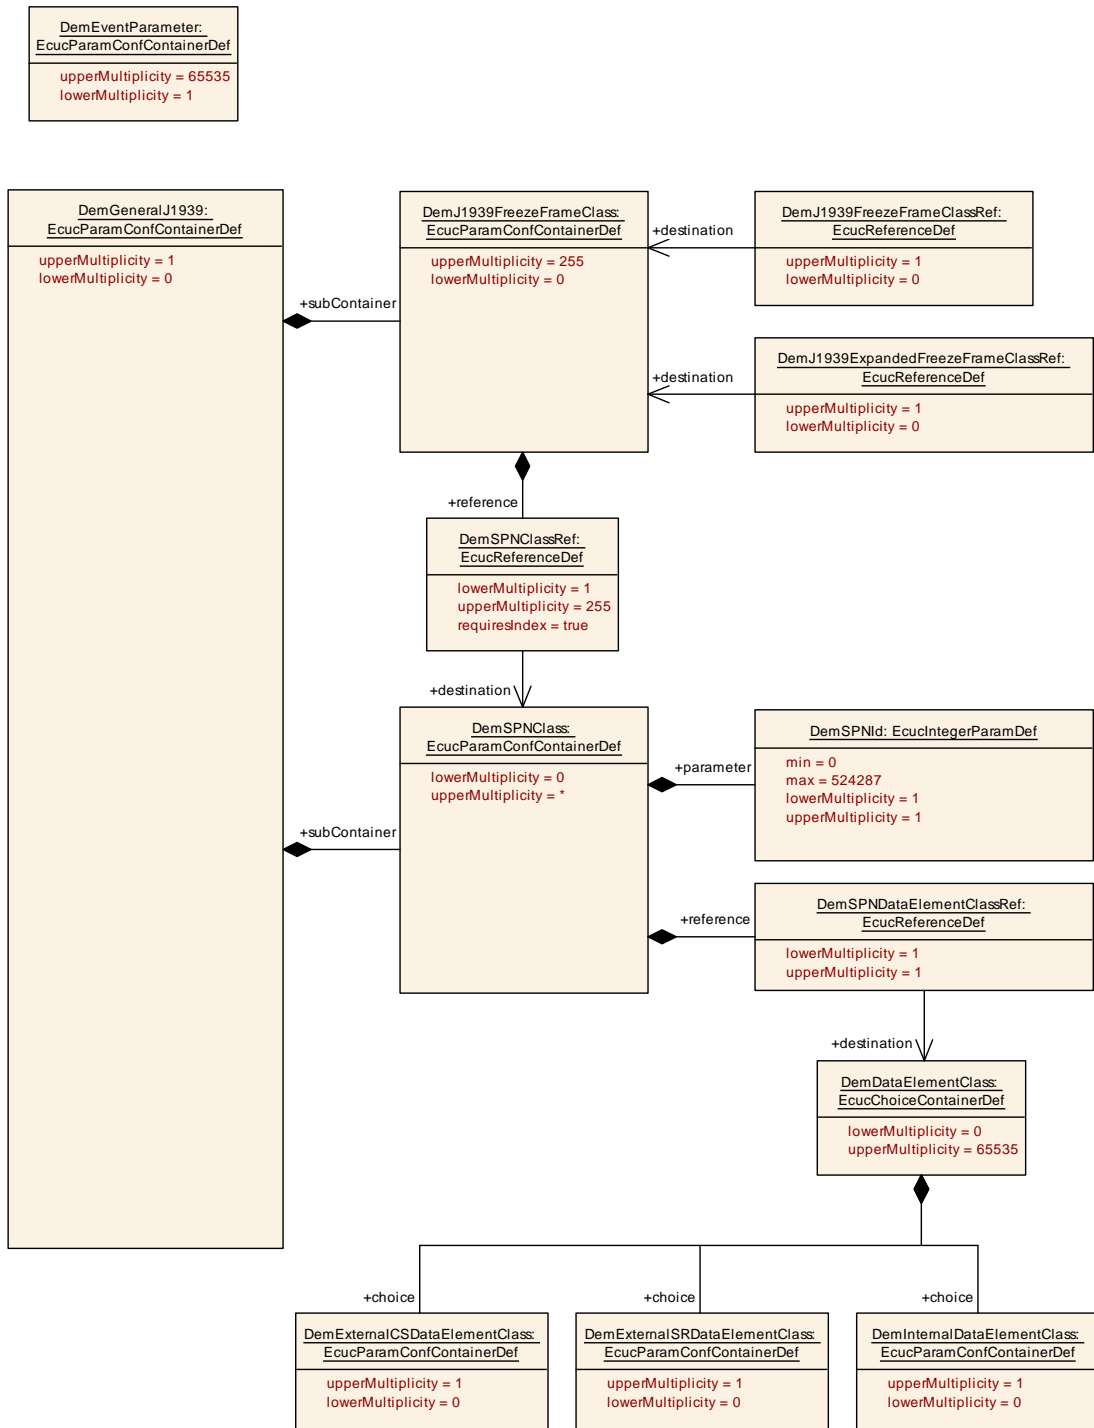 DemEventParameter:
EcucParamConfContainerDef
upperMultiplicity = 65535
lowerMultiplicity = 1
DemGeneralJ1939:
EcucParamConfContainerDef
upperMultiplicity = 1
lowerMultiplicity = 0
+subContainer
DemJ1939FreezeFrameClass:
EcucParamConfContainerDef
upperMultiplicity = 255
lowerMultiplicity = 0
+destination
DemJ1939FreezeFrameClassRef:
EcucReferenceDef
upperMultiplicity = 1
lowerMultiplicity = 0
+destination
DemJ1939ExpandedFreezeFrameClassRef:
EcucReferenceDef
upperMultiplicity = 1
lowerMultiplicity = 0
+reference
DemSPNClassRef:
EcucReferenceDef
lowerMultiplicity = 1
upperMultiplicity = 255
requiresIndex = true
+destination
DemSPNClass:
EcucParamConfContainerDef
lowerMultiplicity = 0
upperMultiplicity = *
+subContainer
+parameter
DemSPNId: EcucIntegerParamDef
min = 0
max = 524287
lowerMultiplicity = 1
upperMultiplicity = 1
+reference
DemSPNDataElementClassRef:
EcucReferenceDef
lowerMultiplicity = 1
upperMultiplicity = 1
+destination
DemDataElementClass:
EcucChoiceContainerDef
lowerMultiplicity = 0
upperMultiplicity = 65535
+choice
+choice
+choice
DemExternalCSDataElementClass:
EcucParamConfContainerDef
upperMultiplicity = 1
lowerMultiplicity = 0
DemExternalSRDataElementClass:
EcucParamConfContainerDef
upperMultiplicity = 1
lowerMultiplicity = 0
DemInternalDataElementClass:
EcucParamConfContainerDef
upperMultiplicity = 1
lowerMultiplicity = 0